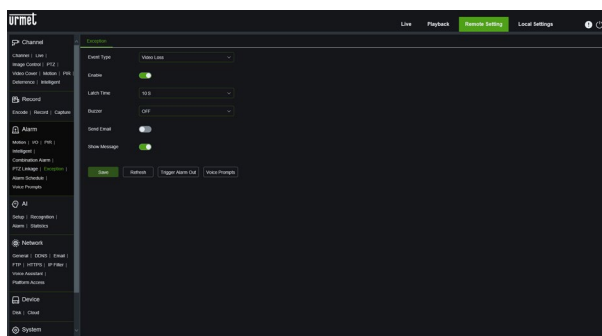 urmet
Live Playback Remote Setting Local Settings
Channel
Channel | Live |
Image Control | PTZ |
Video Cover | Motion | PIR |
Deterrence | Intelligent
Record
Encode | Record | Capture
Alarm
Motion | I/O | PIR |
Intelligent |
Combination Alarm |
PTZ Linkage | Exception |
Alarm Schedule |
Voice Prompts
AI
Setup | Recognition |
Alarm | Statistics
Network
General | DDNS | Email |
FTP | HTTPS | IP Filter |
Voice Assistant |
Platform Access
Device
Disk | Cloud
System
Exception
Event Type Video Loss
Enable
Latch Time 10 S
Buzzer OFF
Send Email
Show Message
Save Refresh Trigger Alarm Out Voice Prompts